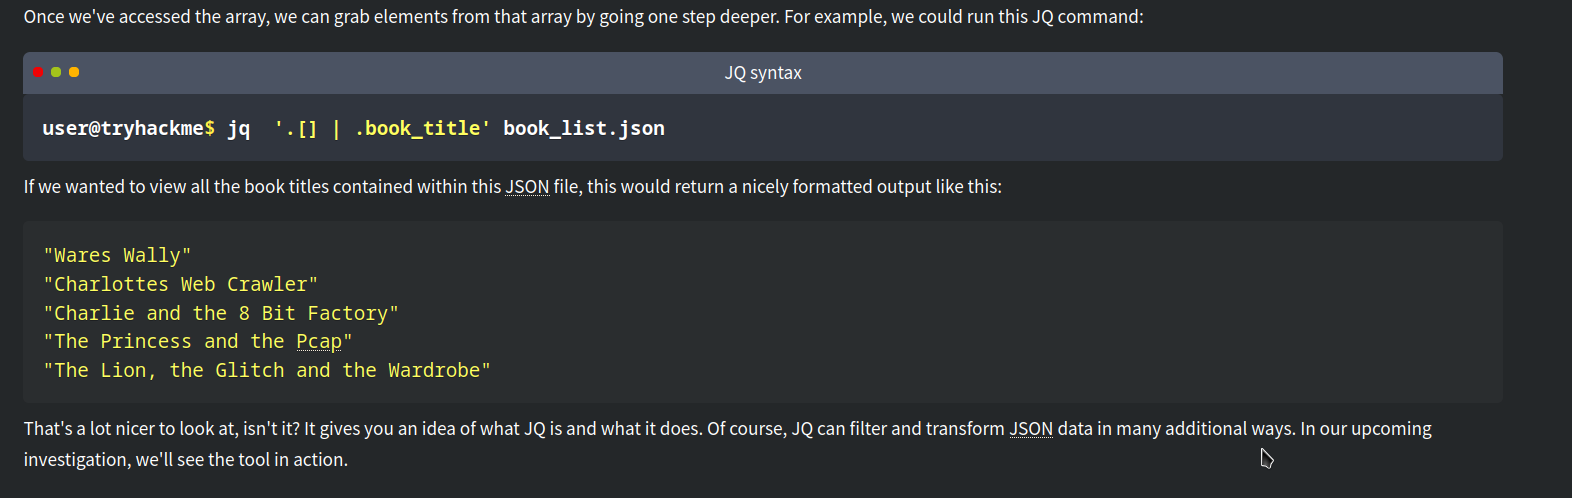 Once we've accessed the array, we can grab elements from that array by going one step deeper. For example, we could run this JQ command:
JQ syntax
user@tryhackme$ jq  '.[] | .book_title' book_list.json
If we wanted to view all the book titles contained within this JSON file, this would return a nicely formatted output like this:
"Wares Wally"
"Charlottes Web Crawler"
"Charlie and the 8 Bit Factory"
"The Princess and the Pcap"
"The Lion, the Glitch and the Wardrobe"
That's a lot nicer to look at, isn't it? It gives you an idea of what JQ is and what it does. Of course, JQ can filter and transform JSON data in many additional ways. In our upcoming
investigation, we'll see the tool in action.